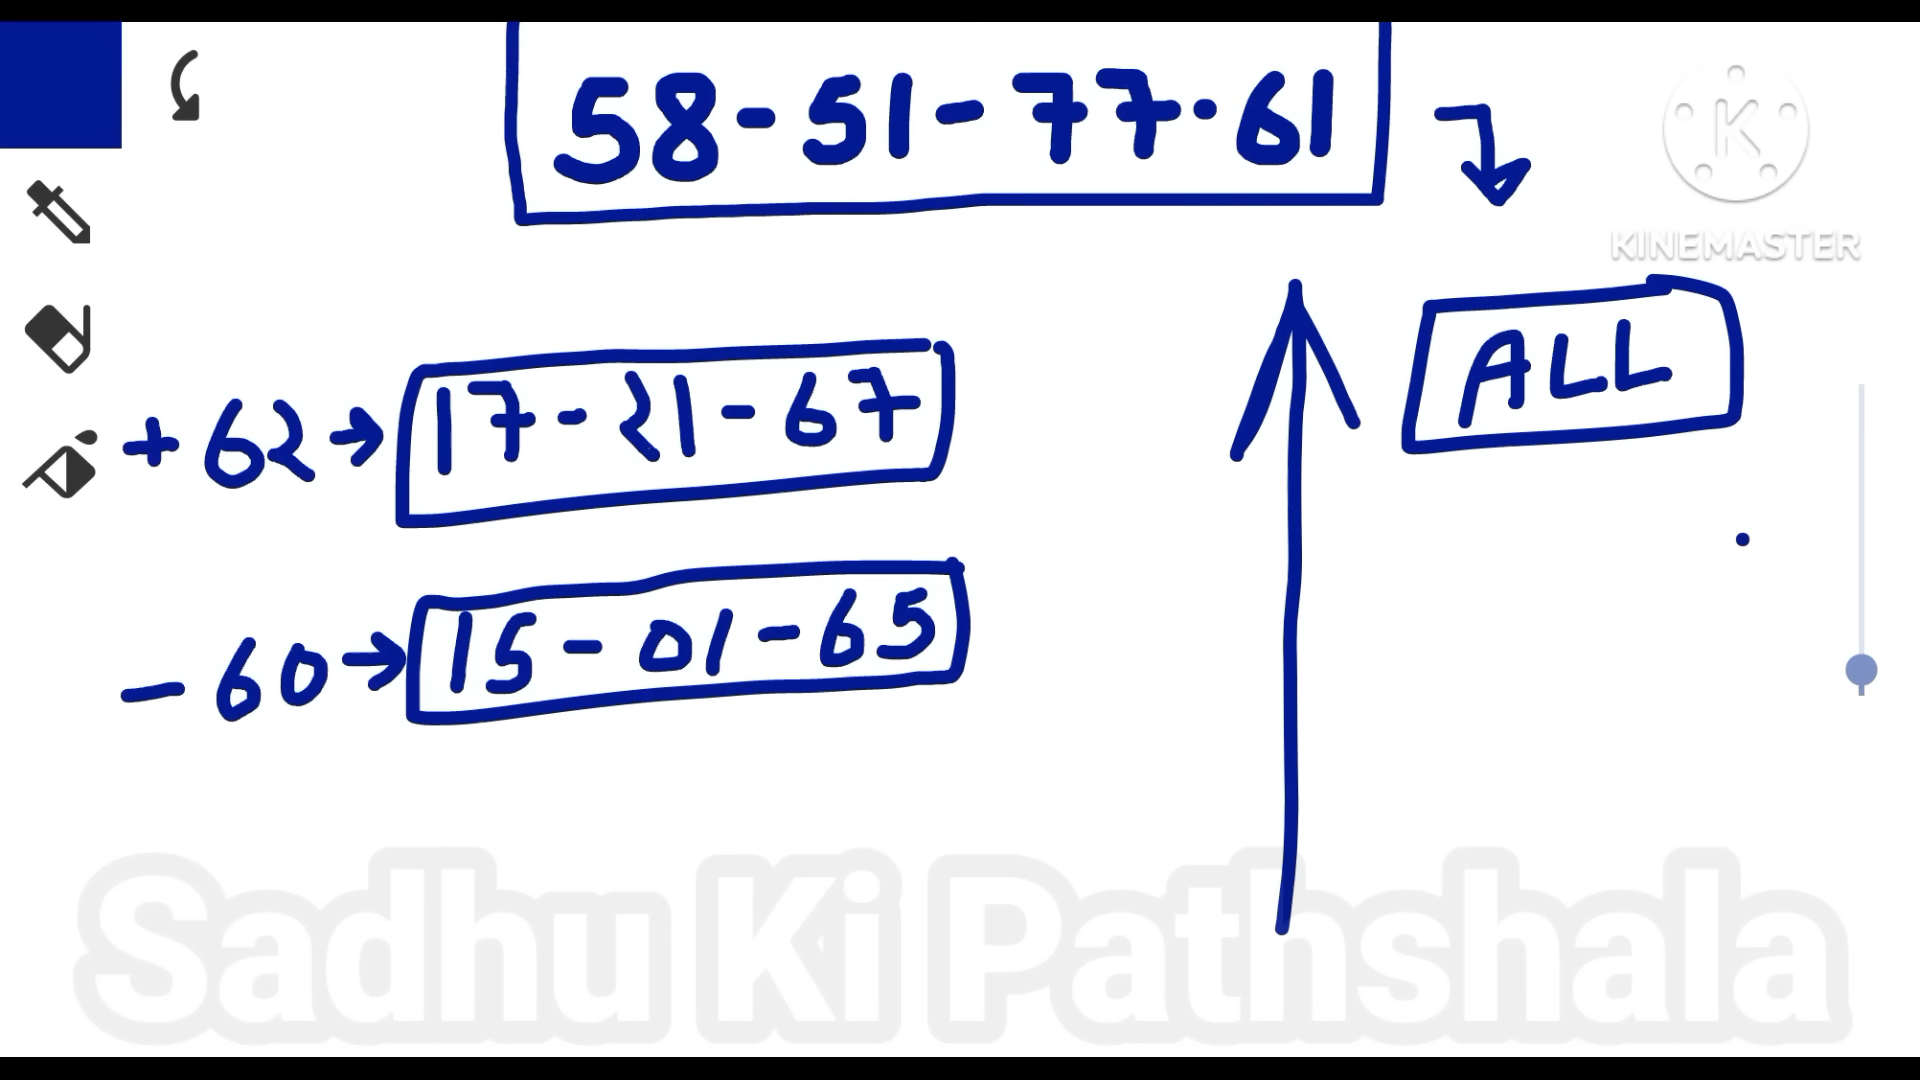 58-51-77·61
KINEMASTER
ALL
+62→17-21-67
-60→15-01-65
Sadhu Ki Pathshala